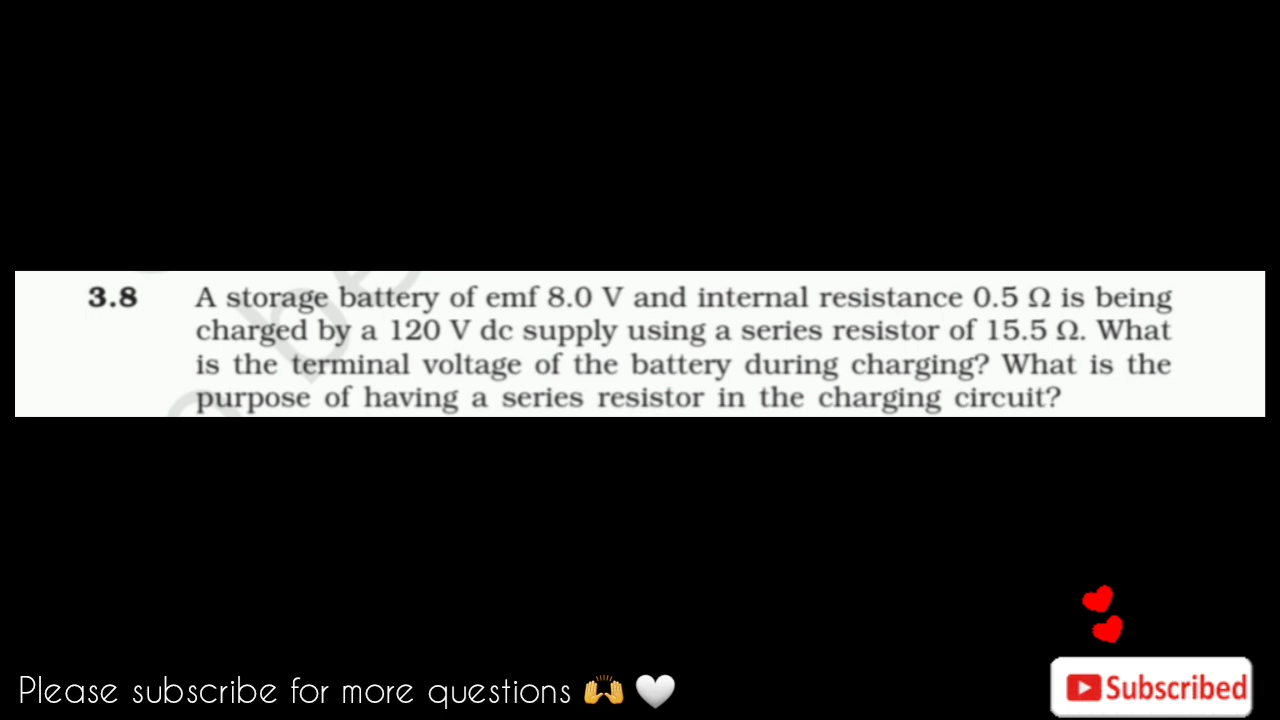 3.8 A storage battery of emf 8.0 V and internal resistance 0.5 Ω is being
charged by a 120 V dc supply using a series resistor of 15.5 Ω. What
is the terminal voltage of the battery during charging? What is the
purpose of having a series resistor in the charging circuit?
Please subscribe for more questions 🙌 🤍
Subscribed